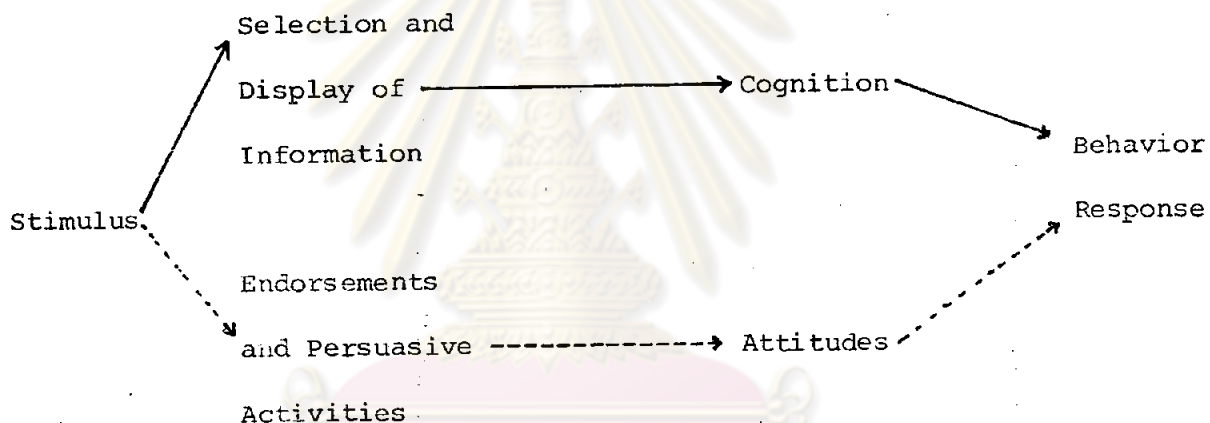 Selection and
Display of
Information
Cognition
Behavior
Response
Stimulus
Endorsements
and Persuasive
Activities
Attitudes